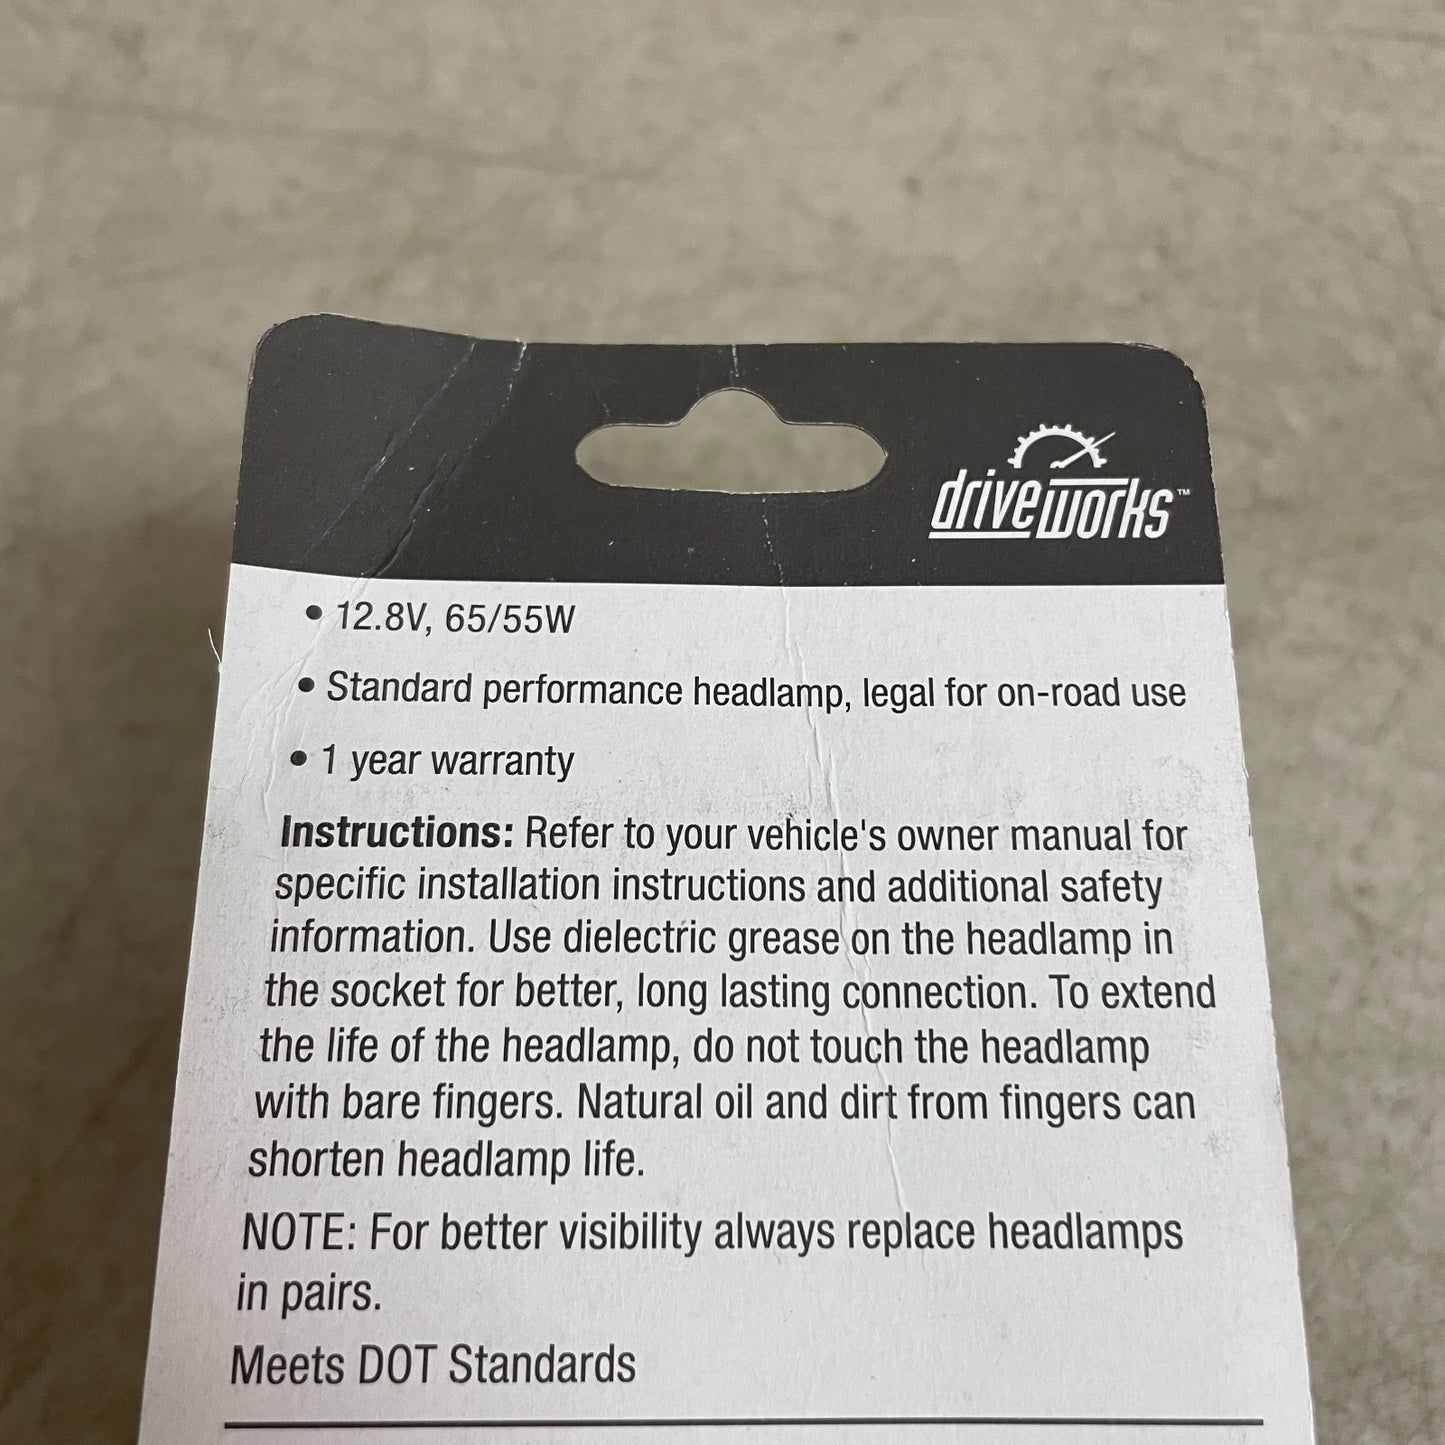 driveworks™
• 12.8V, 65/55W
• Standard performance headlamp, legal for on-road use
• 1 year warranty
Instructions: Refer to your vehicle's owner manual for
specific installation instructions and additional safety
information. Use dielectric grease on the headlamp in
the socket for better, long lasting connection. To extend
the life of the headlamp, do not touch the headlamp
with bare fingers. Natural oil and dirt from fingers can
shorten headlamp life.
NOTE: For better visibility always replace headlamps
in pairs.
Meets DOT Standards